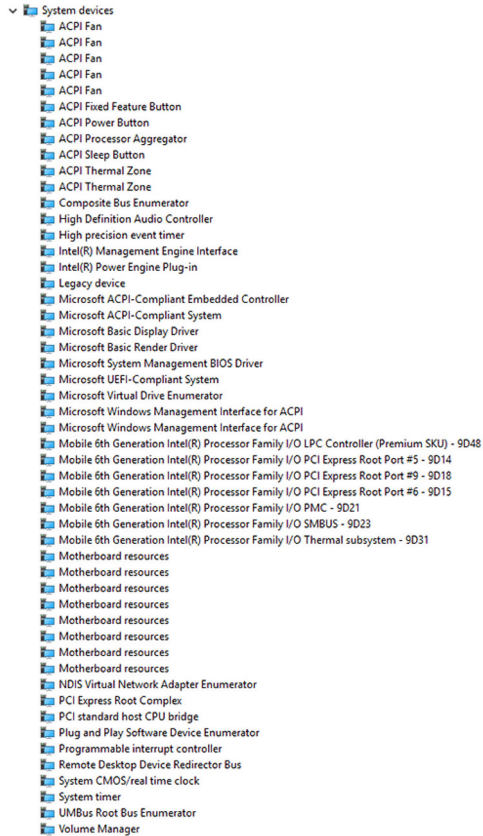 System devices
ACPI Fan
ACPI Fan
ACPI Fan
ACPI Fan
ACPI Fan
ACPI Fixed Feature Button
ACPI Power Button
ACPI Processor Aggregator
ACPI Sleep Button
ACPI Thermal Zone
ACPI Thermal Zone
Composite Bus Enumerator
High Definition Audio Controller
High precision event timer
Intel(R) Management Engine Interface
Intel(R) Power Engine Plug-in
Legacy device
Microsoft ACPI-Compliant Embedded Controller
Microsoft ACPI-Compliant System
Microsoft Basic Display Driver
Microsoft Basic Render Driver
Microsoft System Management BIOS Driver
Microsoft UEFI-Compliant System
Microsoft Virtual Drive Enumerator
Microsoft Windows Management Interface for ACPI
Microsoft Windows Management Interface for ACPI
Mobile 6th Generation Intel(R) Processor Family I/O LPC Controller (Premium SKU) - 9D48
Mobile 6th Generation Intel(R) Processor Family I/O PCI Express Root Port #5 - 9D14
Mobile 6th Generation Intel(R) Processor Family I/O PCI Express Root Port #9 - 9D18
Mobile 6th Generation Intel(R) Processor Family I/O PCI Express Root Port #6 - 9D15
Mobile 6th Generation Intel(R) Processor Family I/O PMC - 9D21
Mobile 6th Generation Intel(R) Processor Family I/O SMBUS - 9D23
Mobile 6th Generation Intel(R) Processor Family I/O Thermal subsystem - 9D31
Motherboard resources
Motherboard resources
Motherboard resources
Motherboard resources
Motherboard resources
Motherboard resources
Motherboard resources
Motherboard resources
NDIS Virtual Network Adapter Enumerator
PCI Express Root Complex
PCI standard host CPU bridge
Plug and Play Software Device Enumerator
Programmable interrupt controller
Remote Desktop Device Redirector Bus
System CMOS/real time clock
System timer
UMBus Root Bus Enumerator
Volume Manager